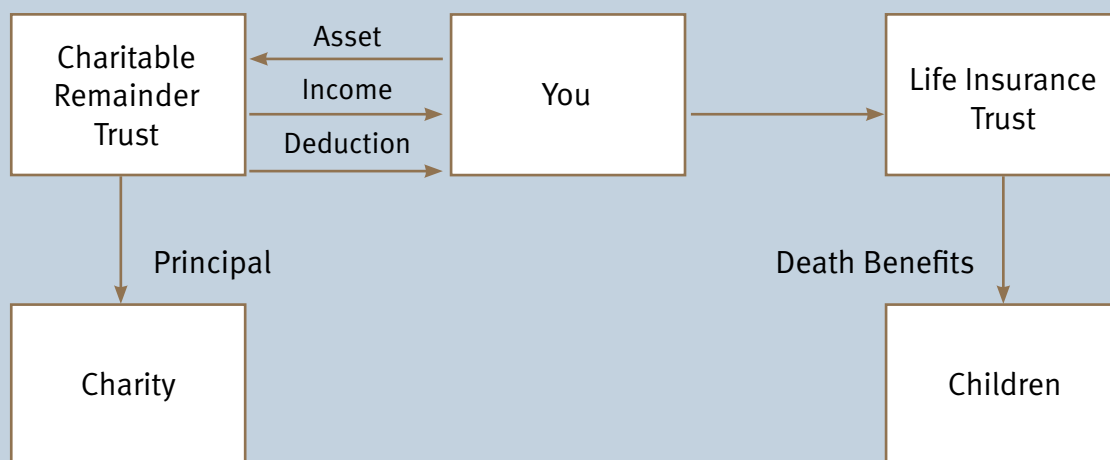 Charitable
Remainder
Trust
Asset
Income
Deduction
You
Life Insurance
Trust
Principal
Death Benefits
Charity
Children